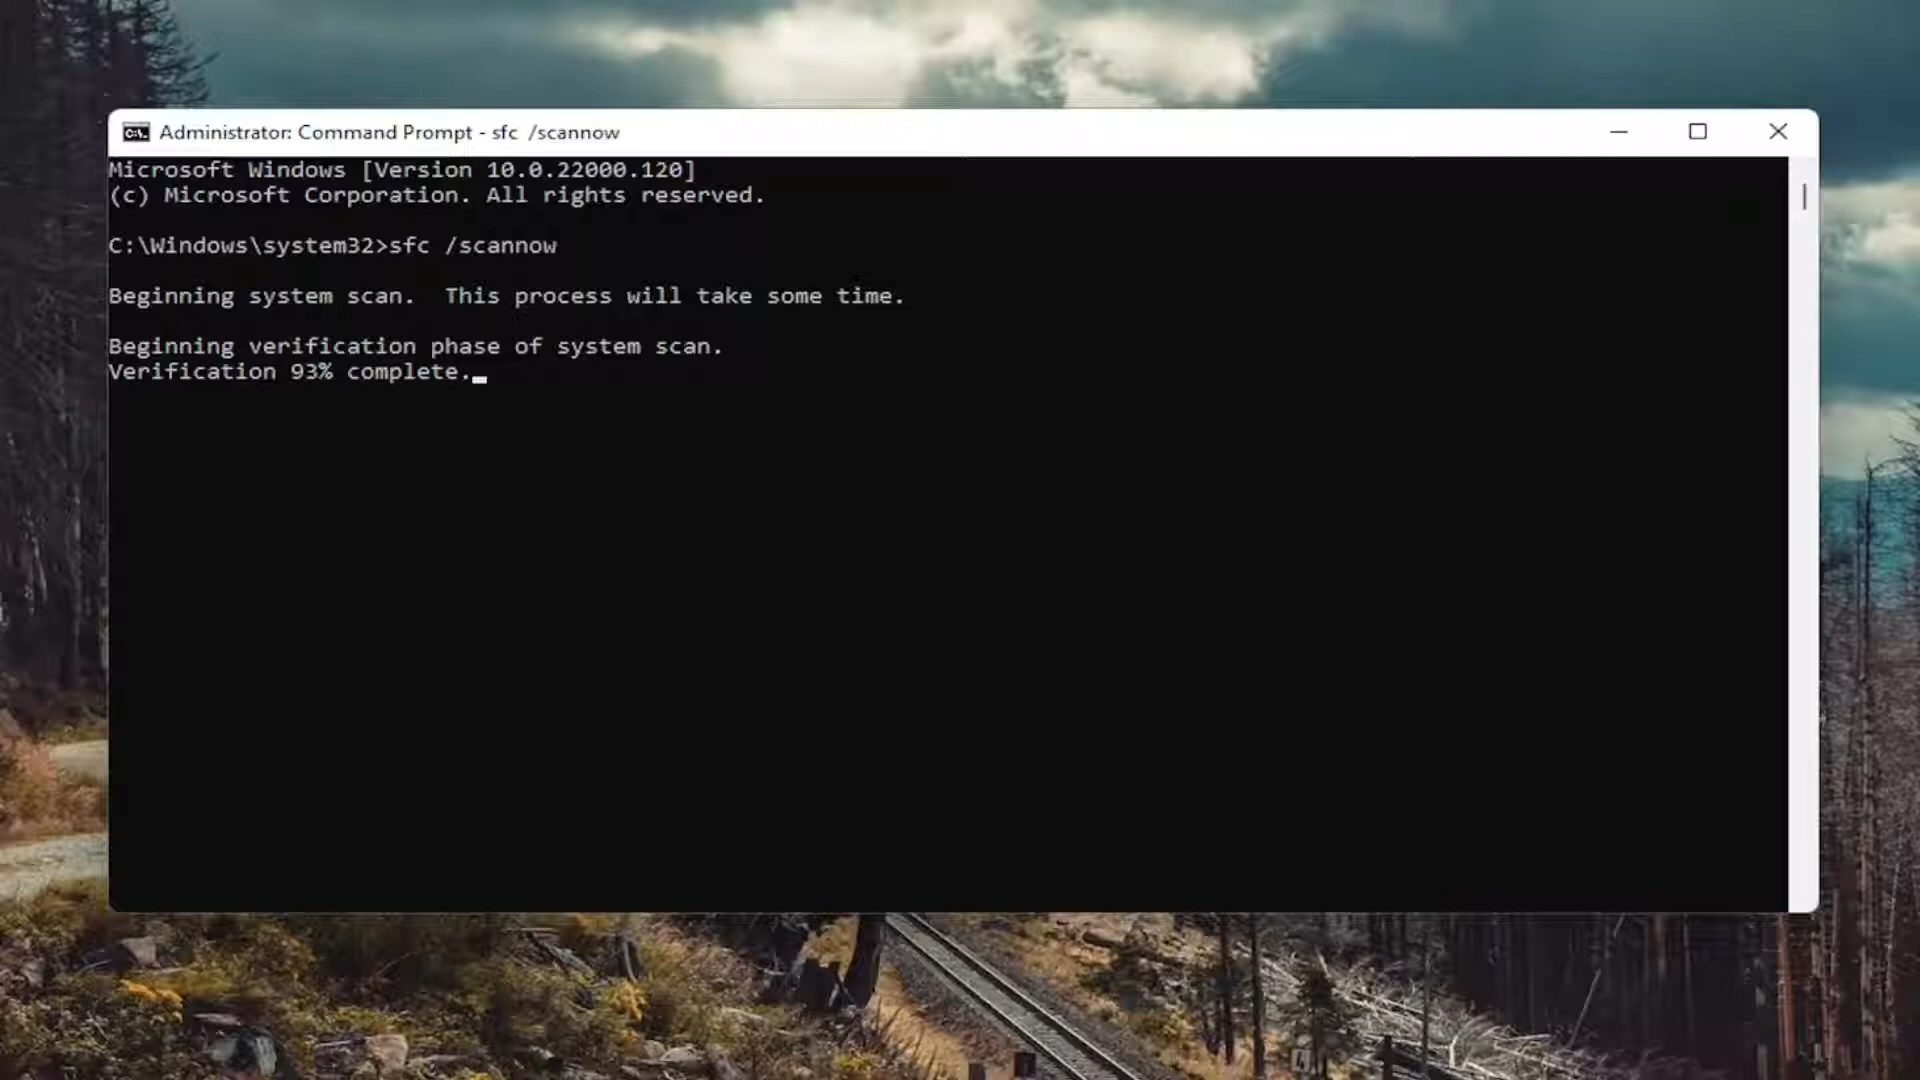 Administrator: Command Prompt - sfc  /scannow
Microsoft Windows [Version 10.0.22000.120]
(c) Microsoft Corporation. All rights reserved.
C:\Windows\system32>sfc /scannow
Beginning system scan.  This process will take some time.
Beginning verification phase of system scan.
Verification 93% complete.